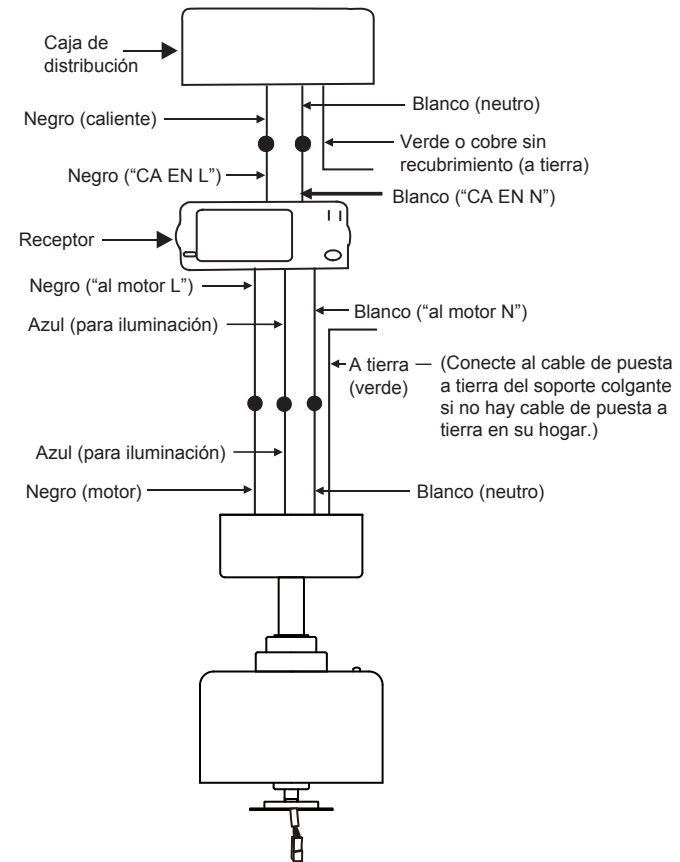 Caja de
distribución
Negro (caliente)
Blanco (neutro)
Verde o cobre sin
recubrimiento (a tierra)
Negro (“CA EN L”)
Blanco (“CA EN N”)
Receptor
Negro (“al motor L”)
Azul (para iluminación)
Blanco (“al motor N”)
A tierra — (Conecte al cable de puesta
(verde) a tierra del soporte colgante
si no hay cable de puesta a
tierra en su hogar.)
Azul (para iluminación)
Negro (motor)
Blanco (neutro)